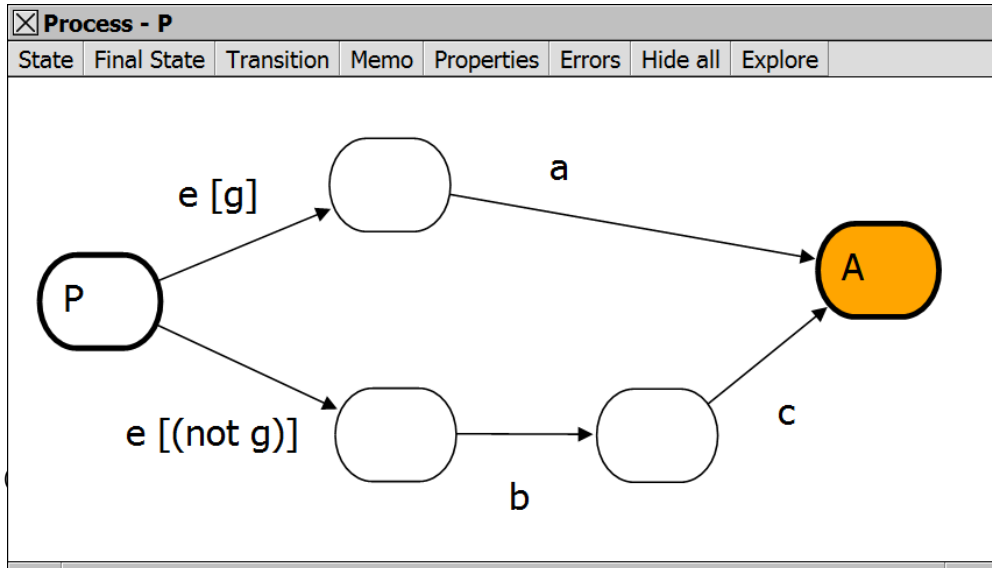 Process - P
State Final State Transition Memo Properties Errors Hide all Explore
a
e [g]
A
P
e [(not g)]
c
b